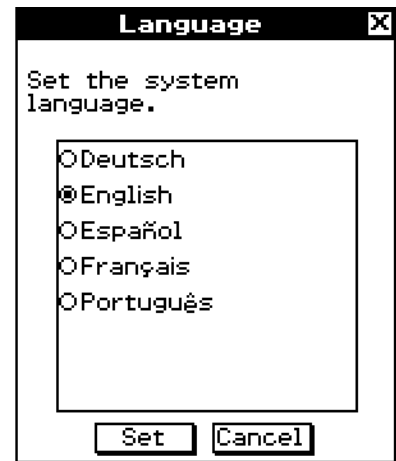 Language X
Set the system
language.
Deutsch
English
Español
Français
Português
Set Cancel